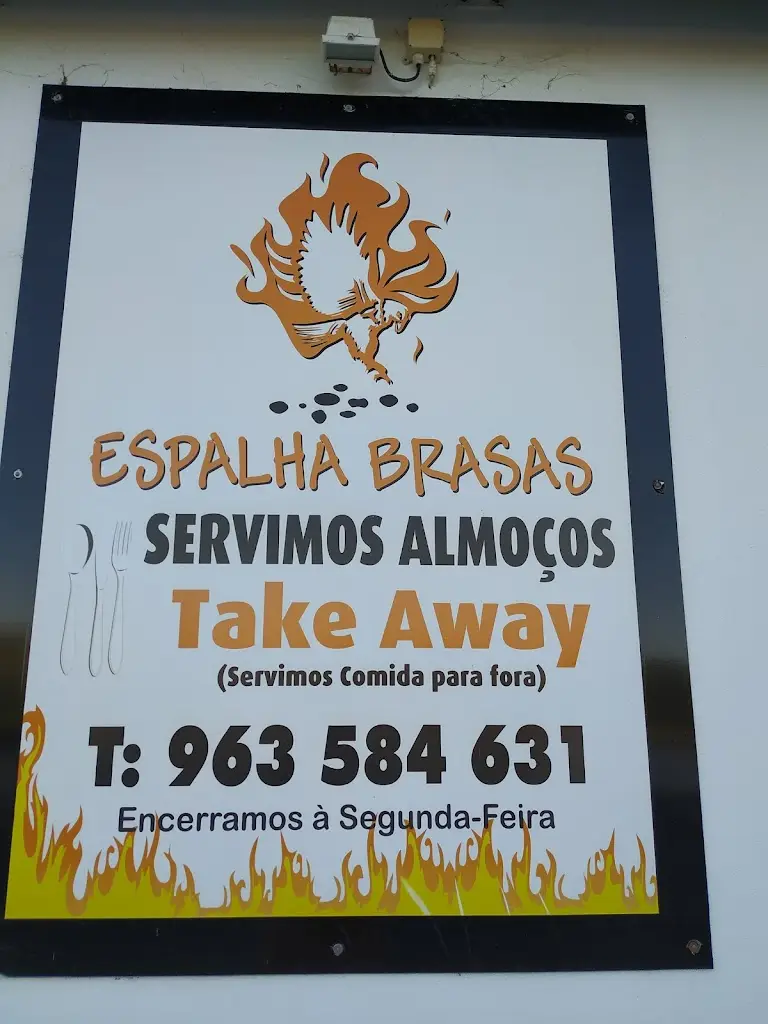 ESPALHA BRASAS
SERVIMOS ALMOÇOS
Take Away
(Servimos Comida para fora)
T: 963 584 631
Encerramos à Segunda-Feira